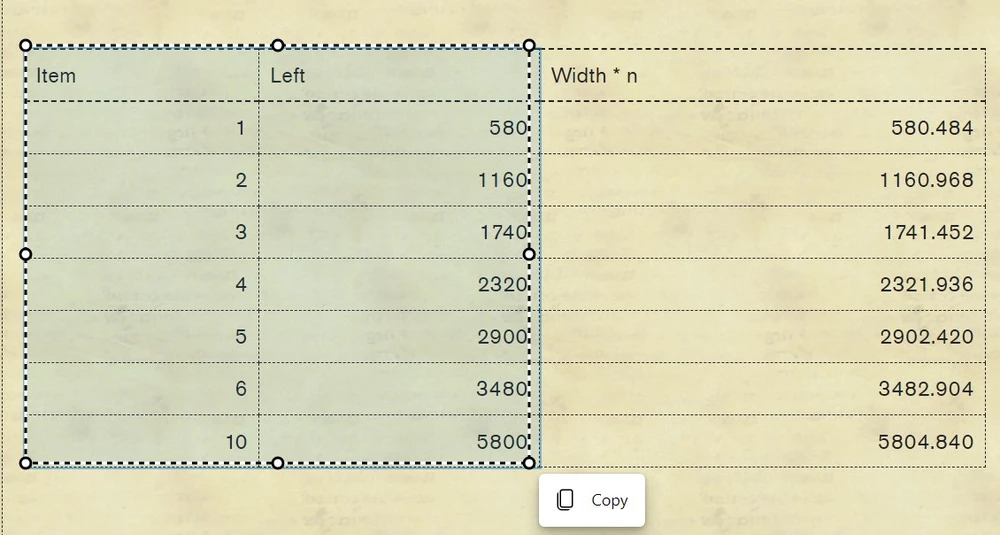 Item Left Width * n
1 580 580.484
2 1160 1160.968
3 1740 1741.452
4 2320 2321.936
5 2900 2902.420
6 3480 3482.904
10 5800 5804.840
Copy